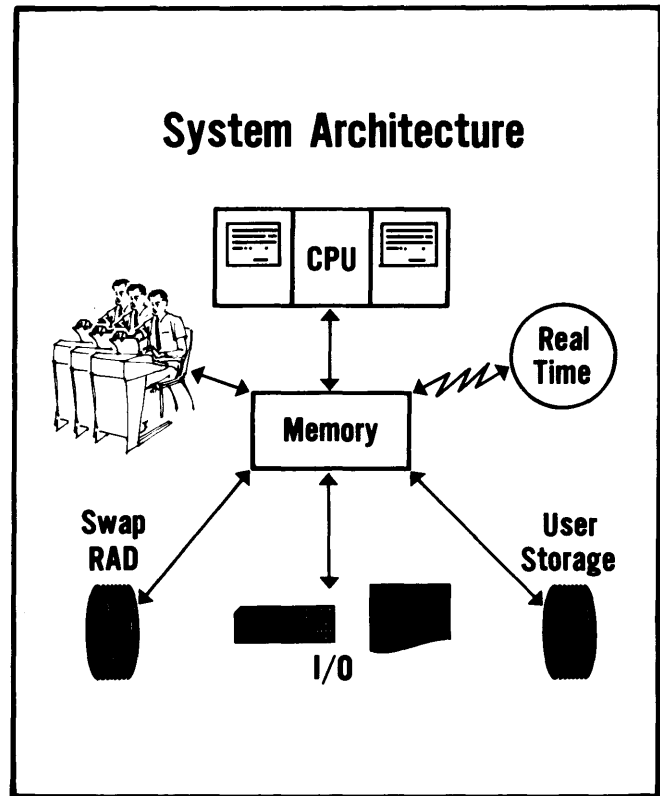 System Architecture
CPU
Real
Time
Memory
Swap
RAD
User
Storage
I/O